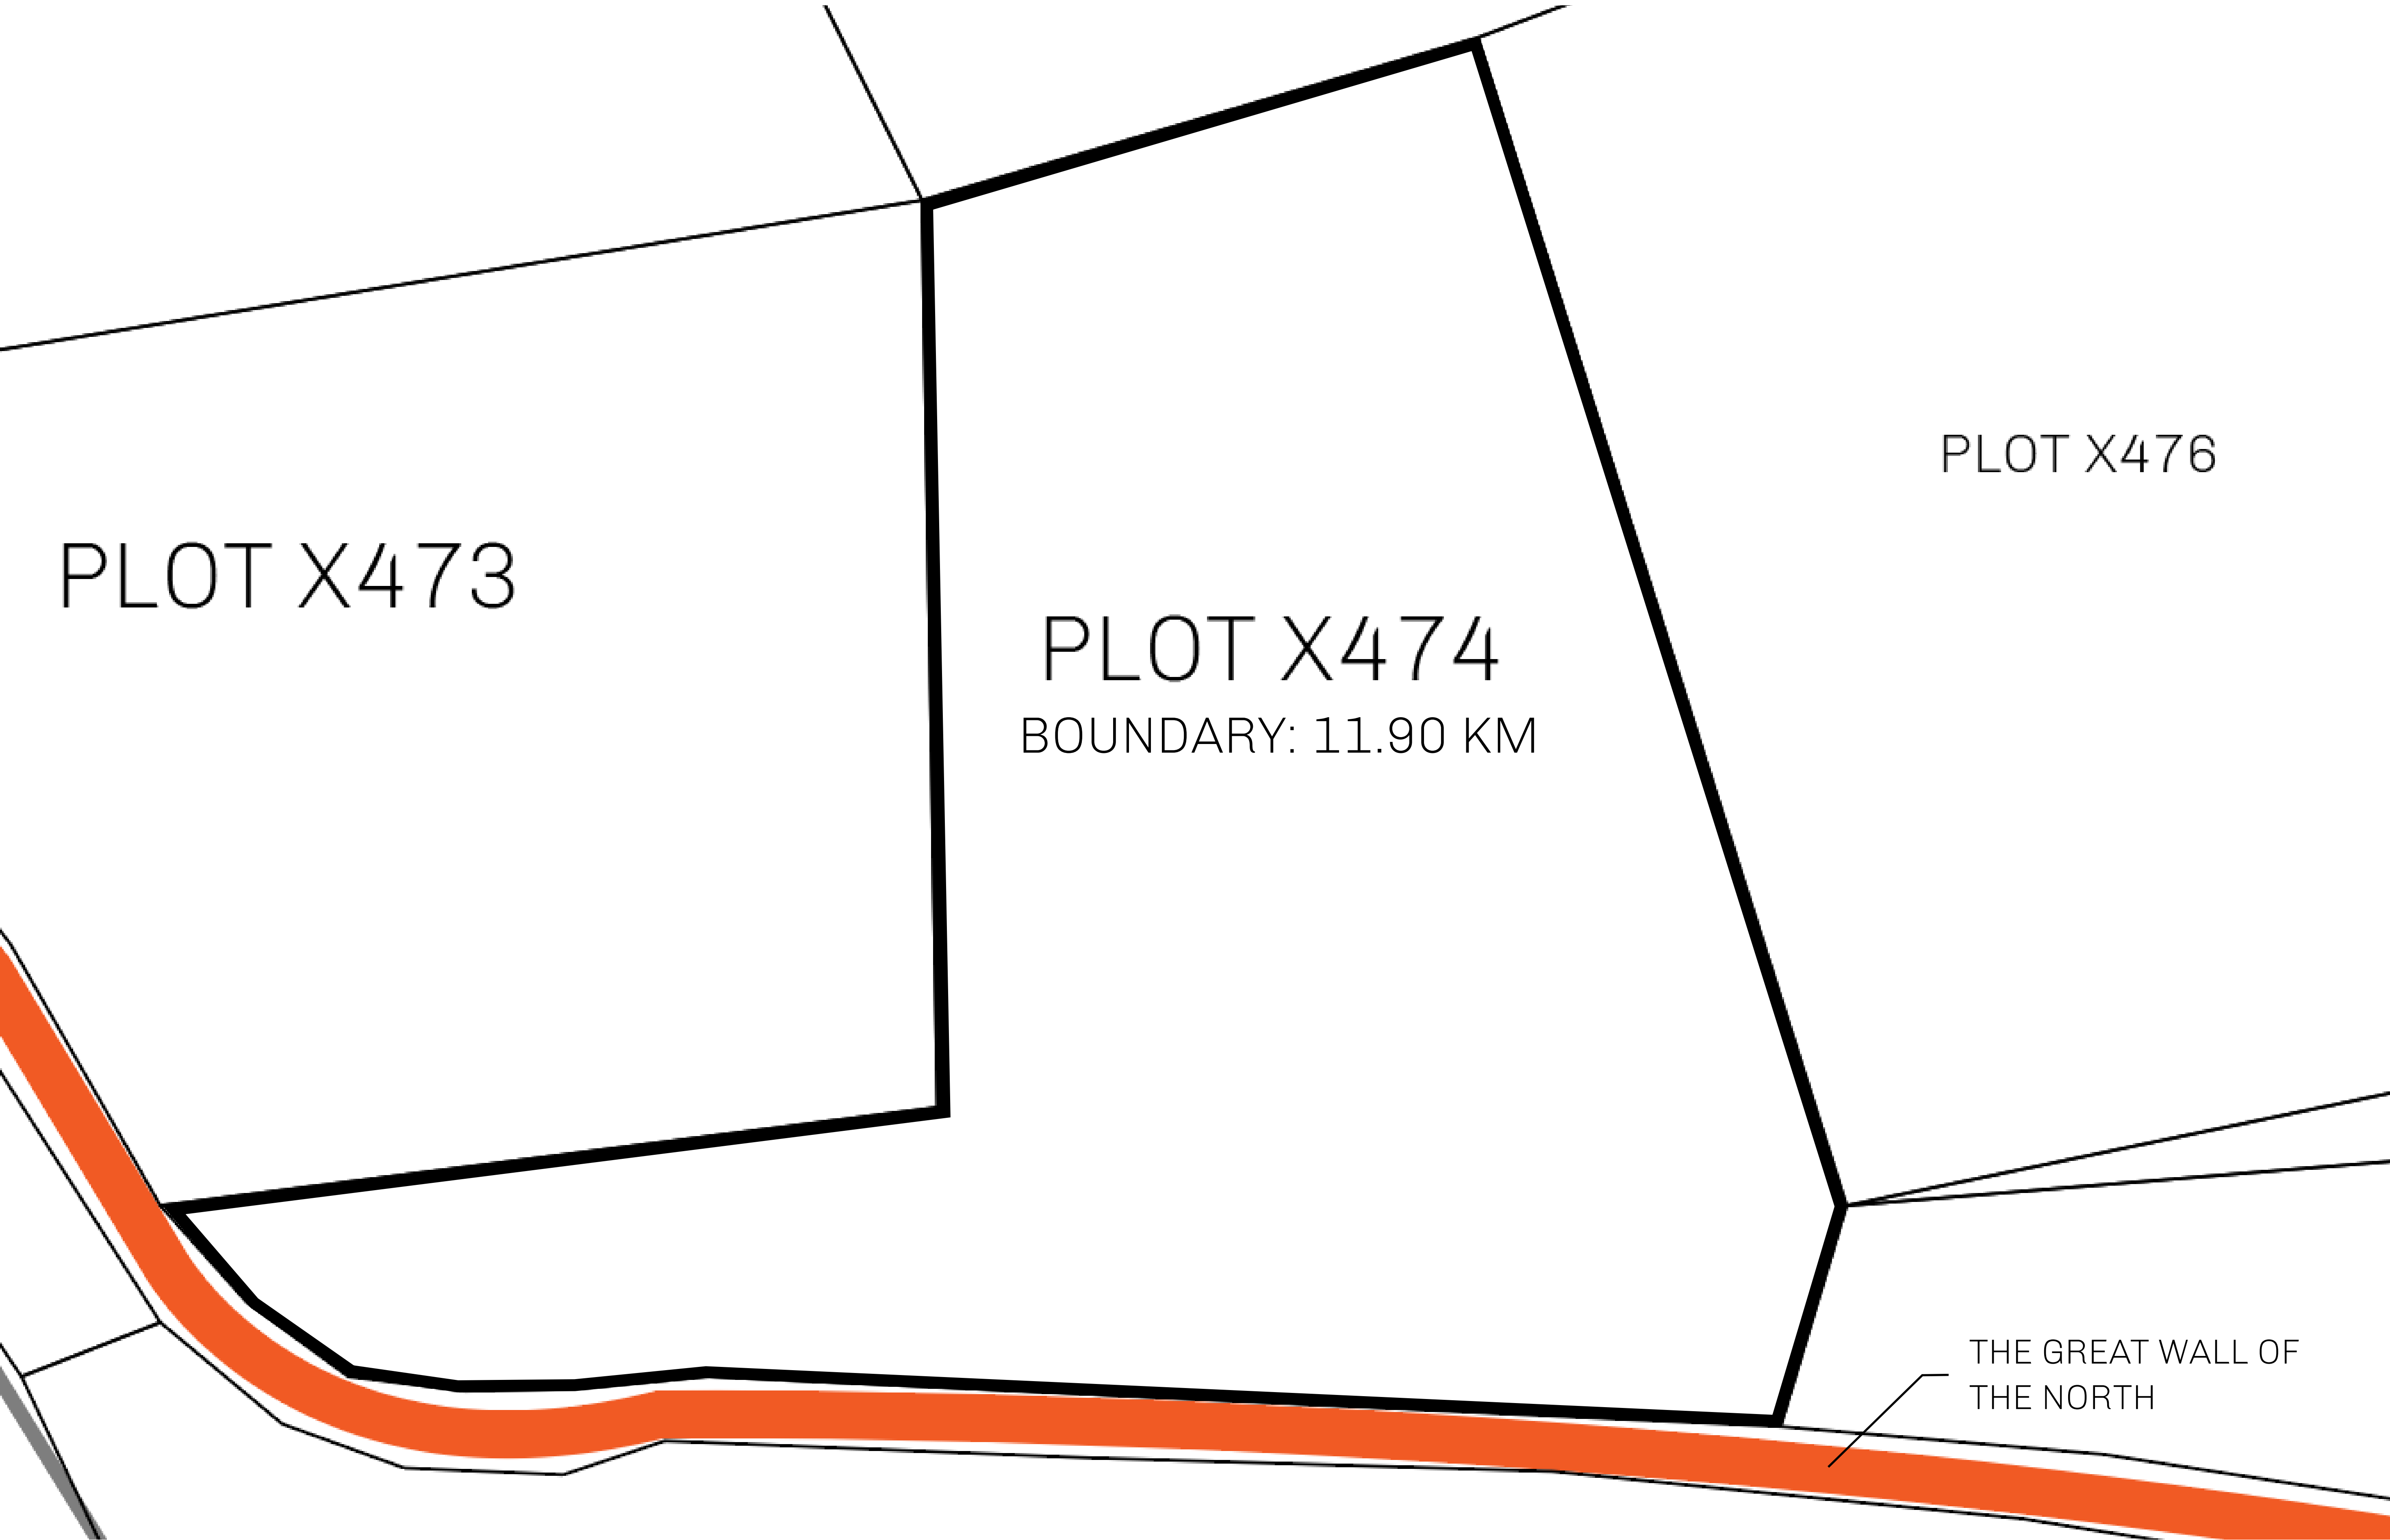 PLOT X476
PLOT X473
PLOT X474
BOUNDARY: 11.90 KM
THE GREAT WALL OF
THE NORTH